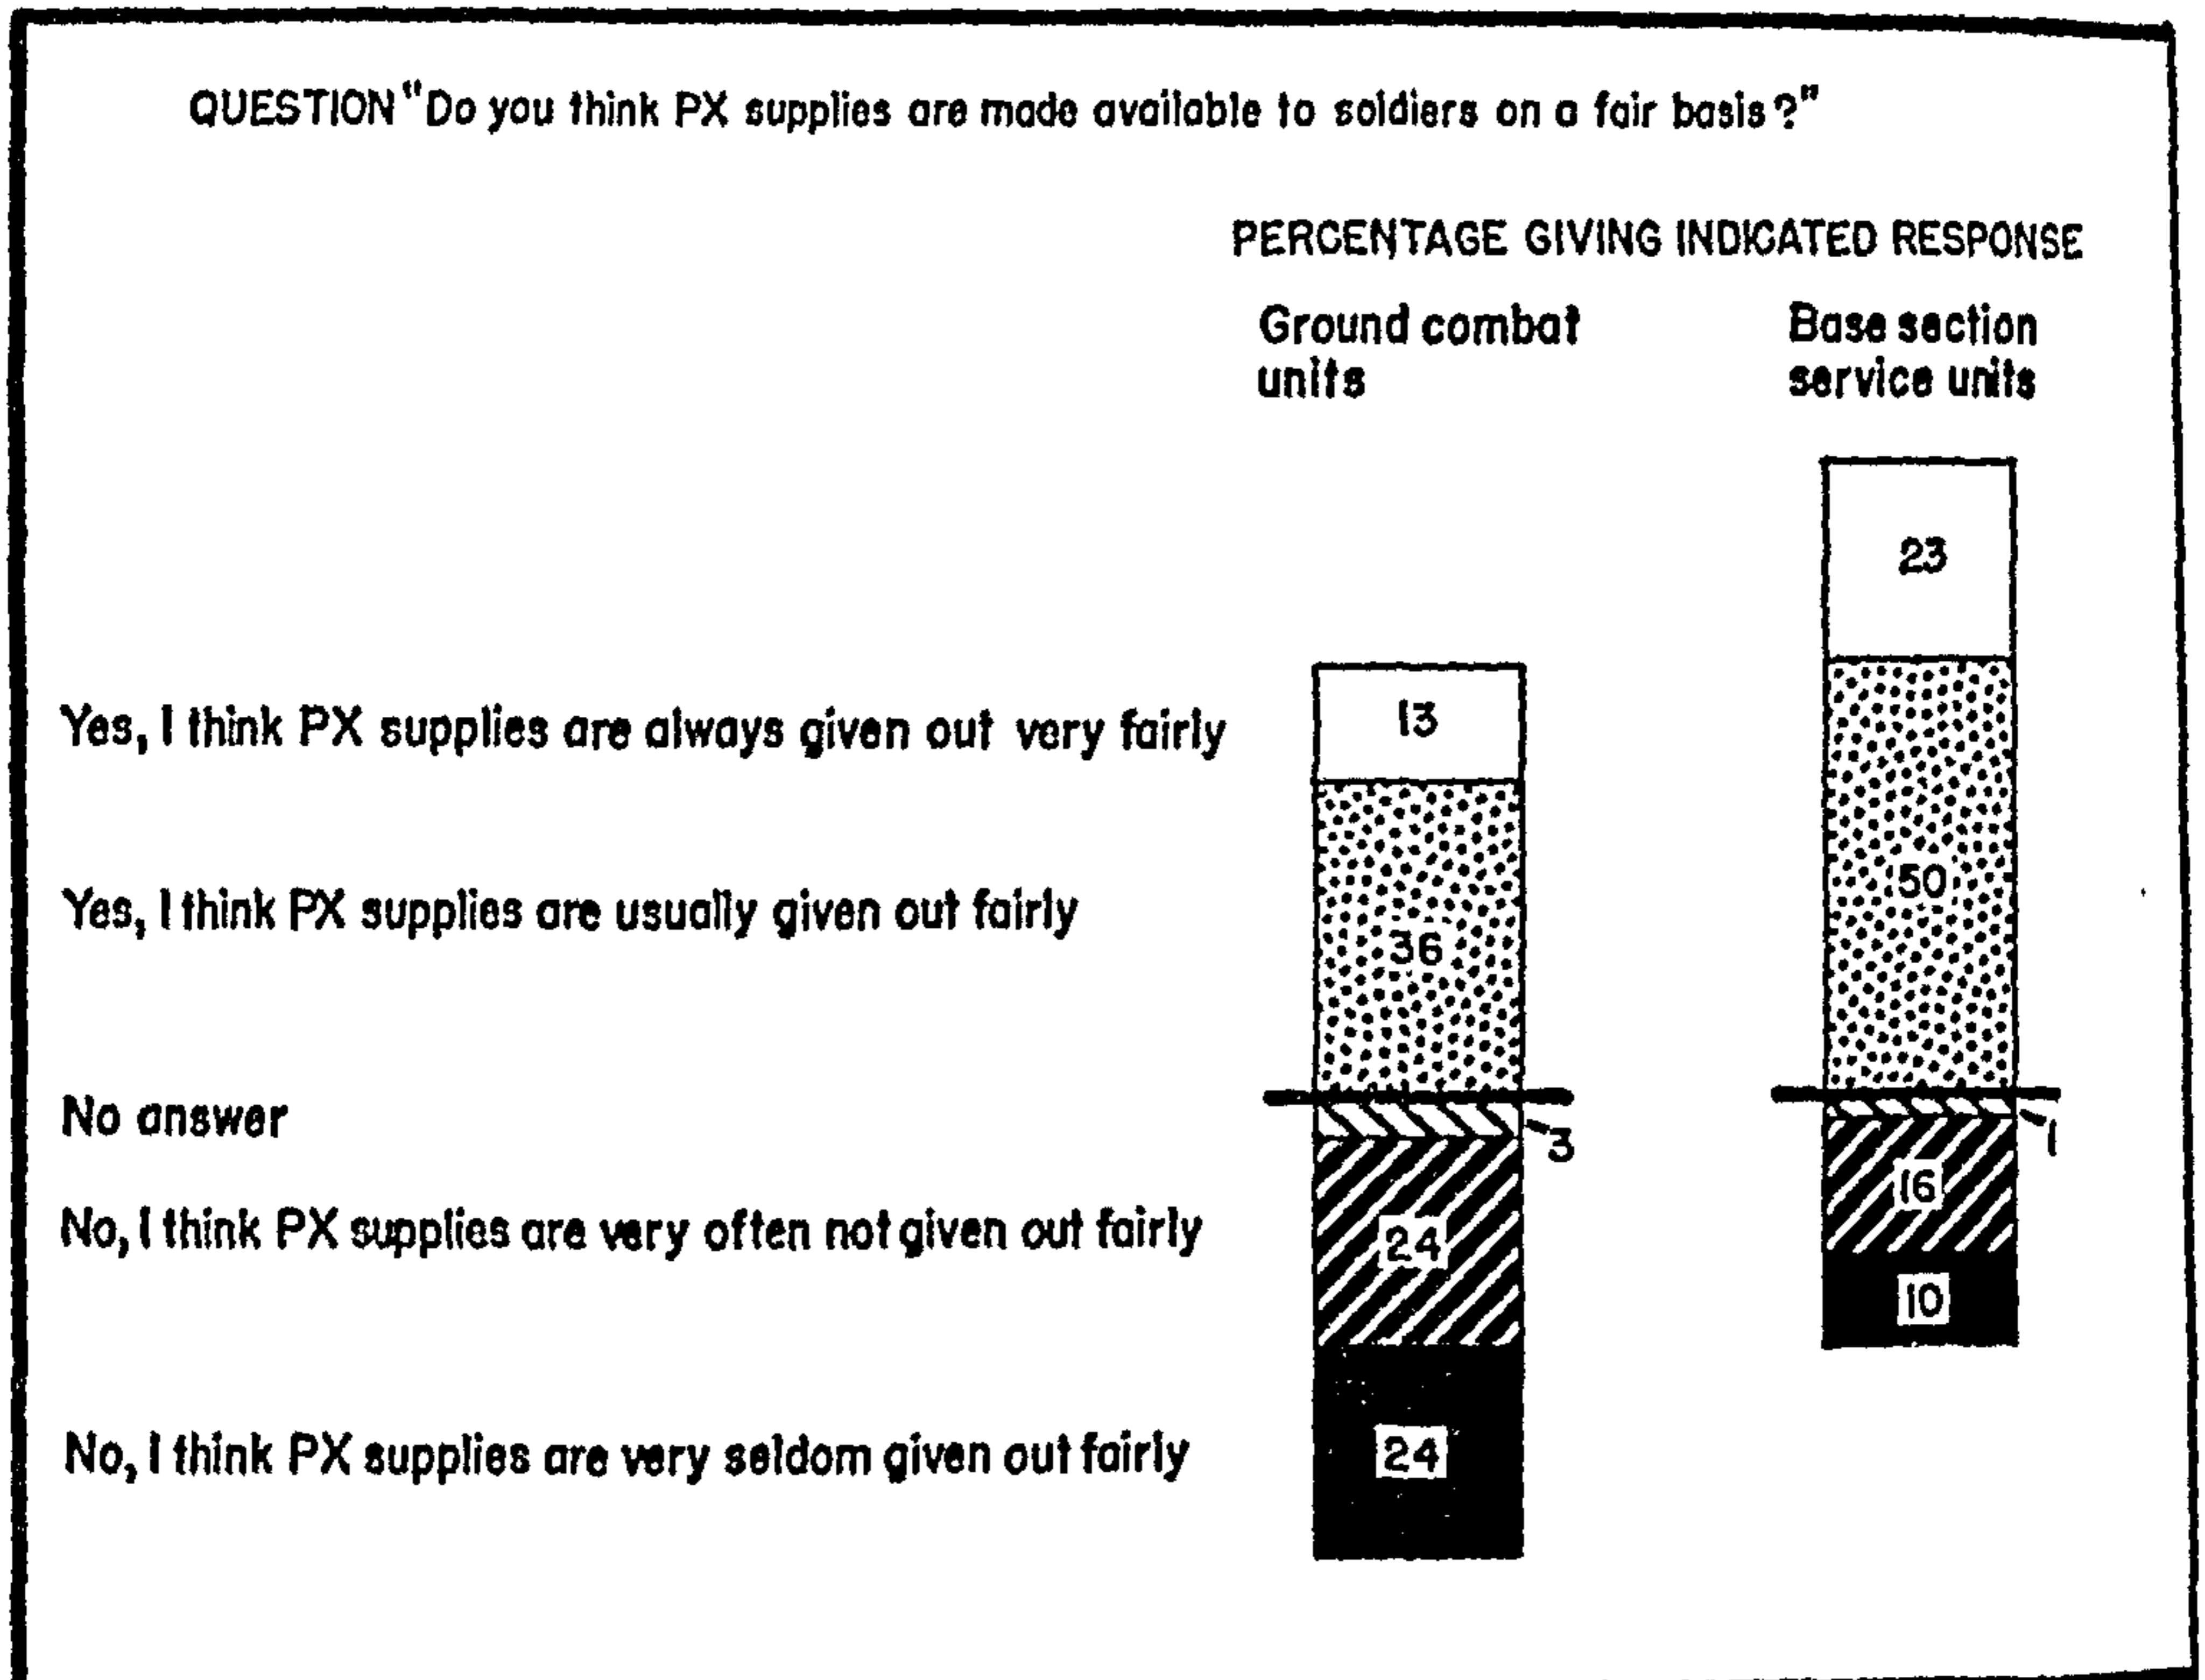 QUESTION "Do you think PX supplies are made available to soldiers on a fair basis?"
PERCENTAGE GIVING INDICATED RESPONSE
Ground combat
units
Base section
service units
23
Yes, I think PX supplies are always given out very fairly
13
50
Yes, I think PX supplies are usually given out fairly
36
No answer
3
1
16
No, I think PX supplies are very often not given out fairly
24
10
No, I think PX supplies are very seldom given out fairly
24